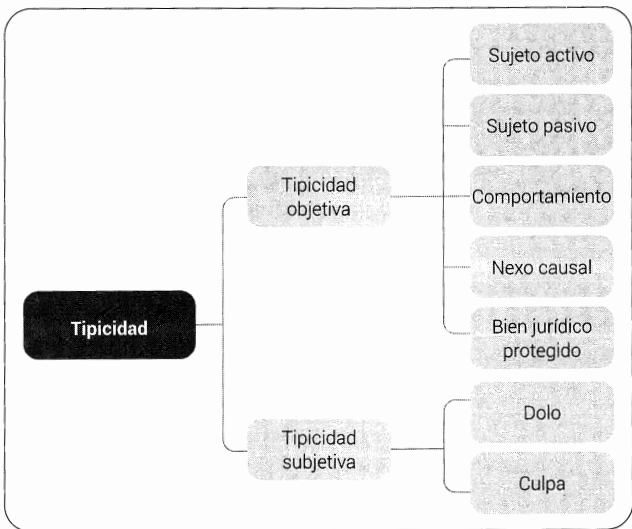 Tipicidad
Tipicidad
objetiva
Sujeto activo
Sujeto pasivo
Comportamiento
Nexo causal
Bien jurídico
protegido
Tipicidad
subjetiva
Dolo
Culpa